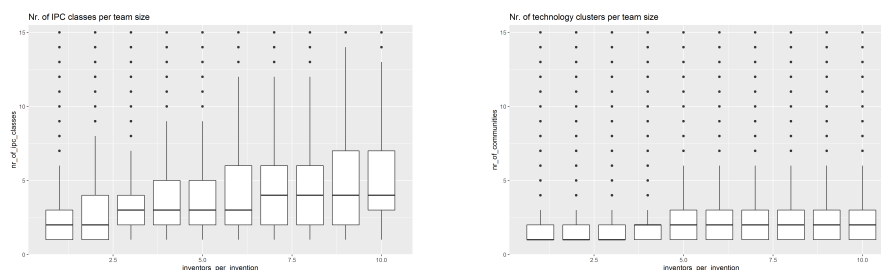 Nr. of IPC classes per team size
nr_of_ipc_classes
15
10
5
0
2.5
5.0
7.5
10.0
inventors_per_invention
Nr. of technology clusters per team size
nr_of_communities
15
10
5
0
2.5
5.0
7.5
10.0
inventors_per_invention